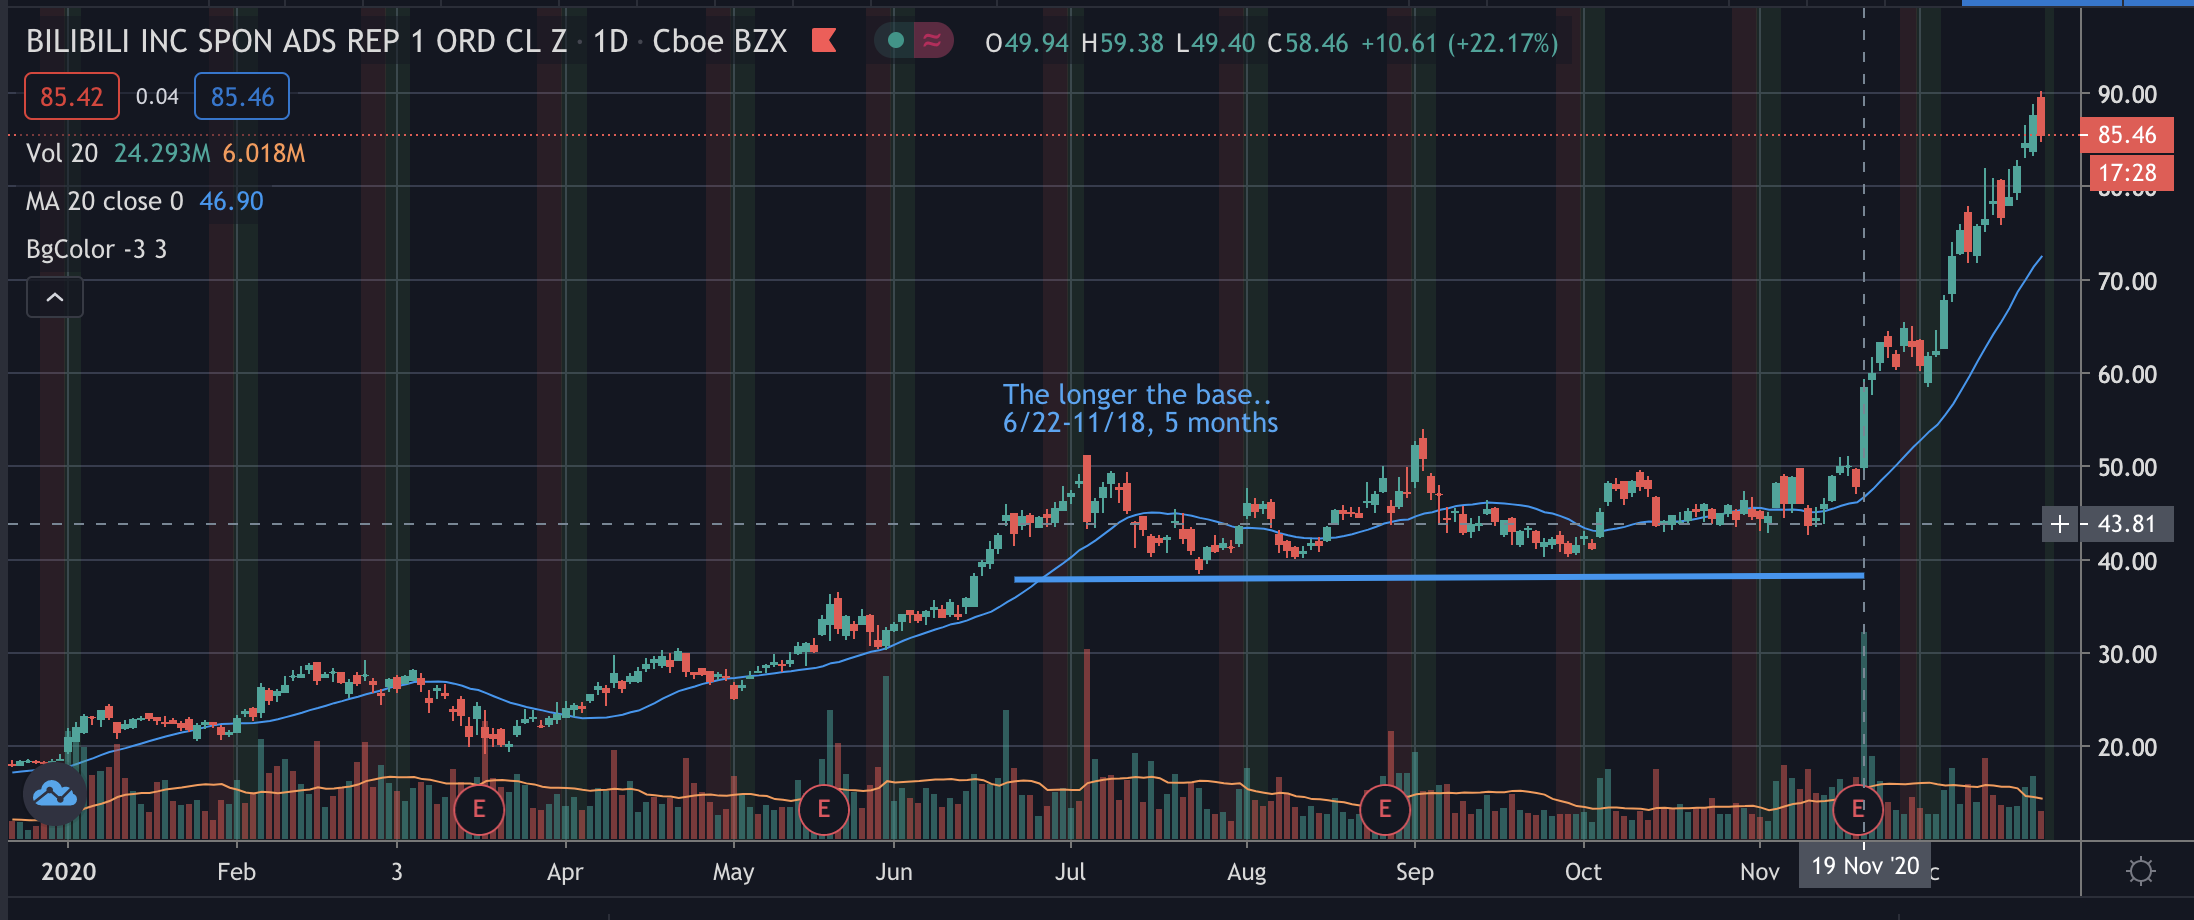 BILIBILI INC SPON ADS REP 1 ORD CL Z · 1D · Cboe BZX O49.94 H59.38 L49.40 C58.46 +10.61 (+22.17%)
85.42 0.04 85.46
Vol 20 24.293M 6.018M
MA 20 close 0 46.90
BgColor -3 3
The longer the base..
6/22-11/18, 5 months
90.00
85.46
17:28
80.00
70.00
60.00
50.00
43.81
40.00
30.00
20.00
E E E E
2020 Feb 3 Apr May Jun Jul Aug Sep Oct Nov 19 Nov '20 c